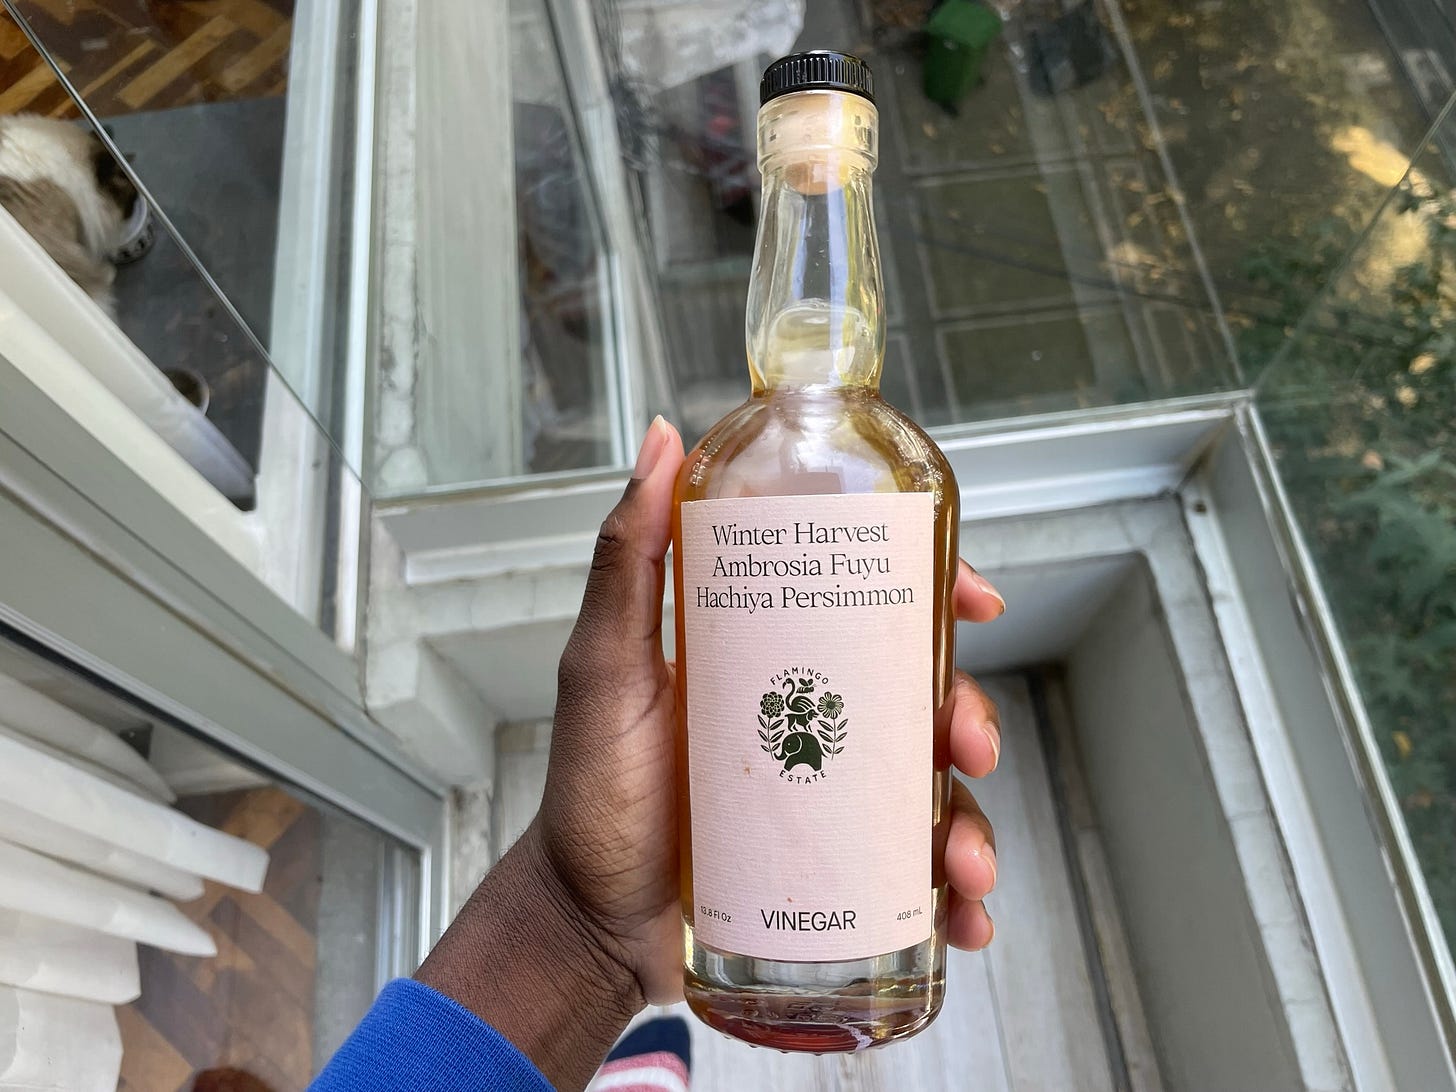 Winter Harvest
Ambrosia Fuyu
Hachiya Persimmon
FLAMINGO
ESTATE
13.8 Fl Oz VINEGAR 408 mL